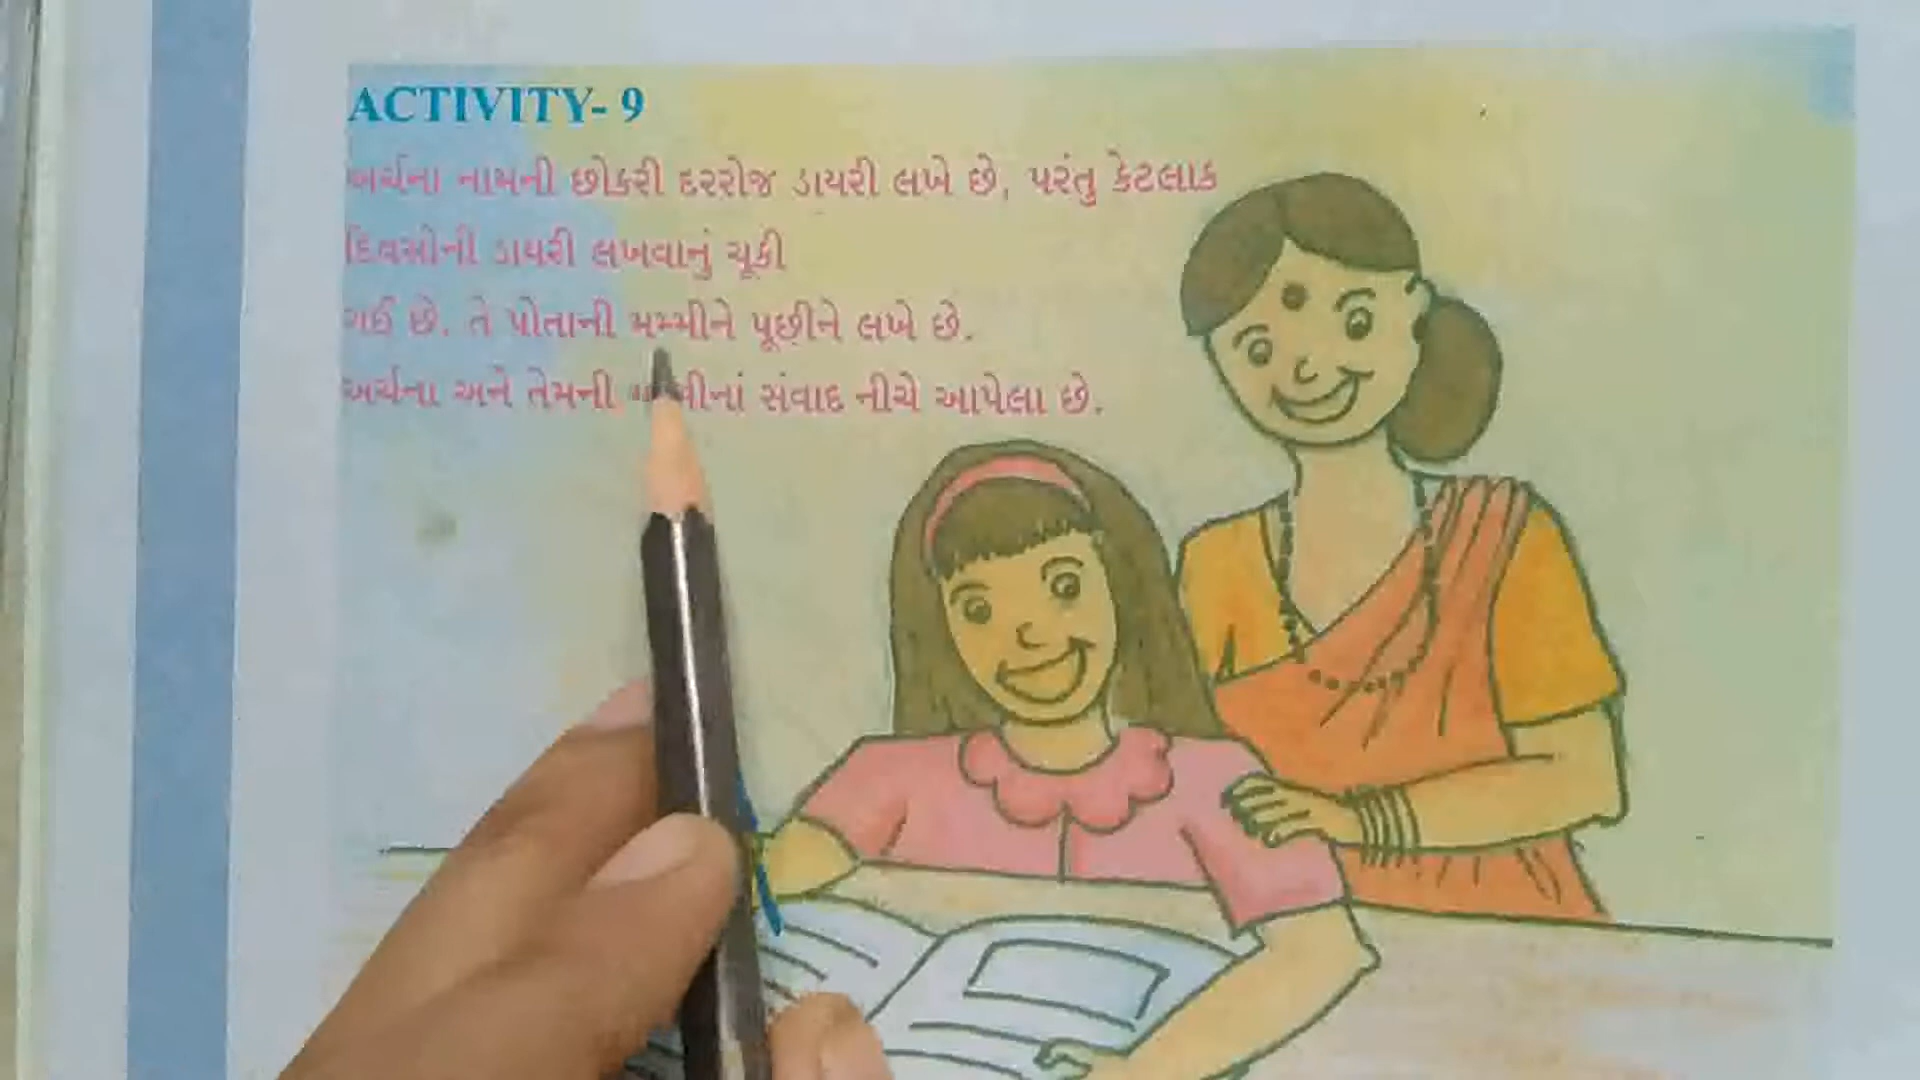 ACTIVITY- 9
અર્ચના નામની છોકરી દરરોજ ડાયરી લખે છે, પરંતુ કેટલાક
દિવસોની ડાયરી લખવાનું ચૂકી
ગઈ છે. તે પોતાની મમ્મીને પૂછીને લખે છે.
અર્ચના અને તેમની સંવાદ નીચે આપેલા છે.